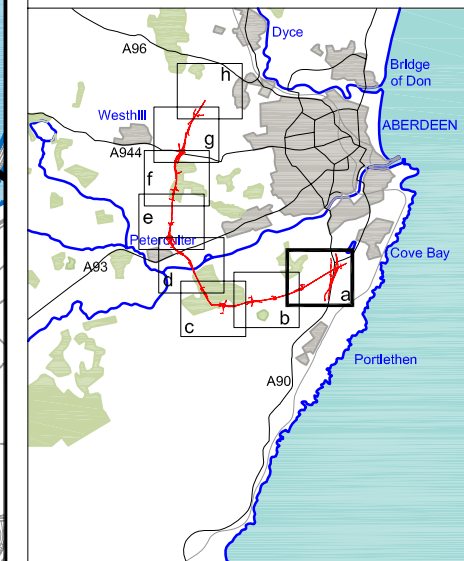 Dyce
A96
Bridge
of Don
h
Westhill
ABERDEEN
g
A944
f
e
Peterculter
Cove Bay
A93
d
a
b
c
Portlethen
A90